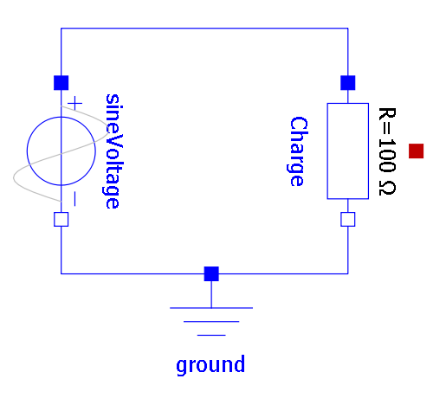 +
sineVoltage
−
Charge
R=100 Ω
ground